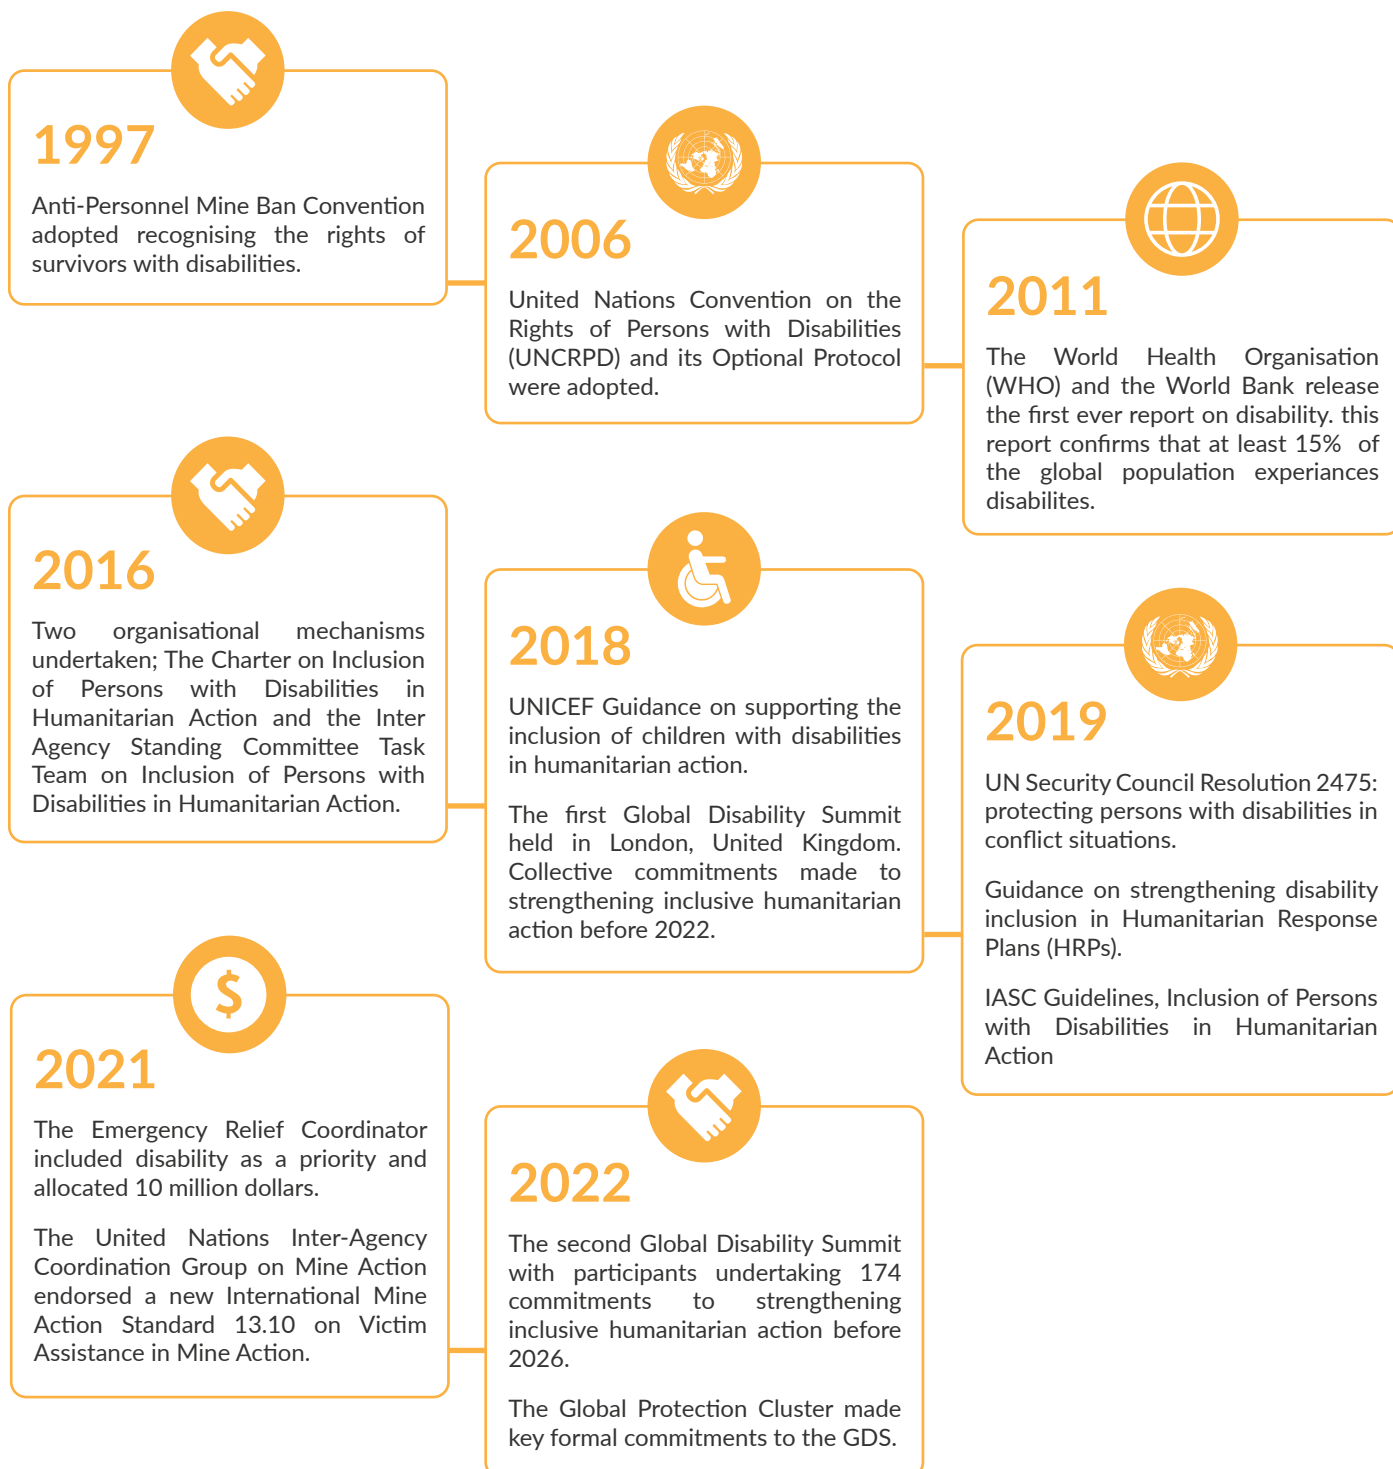 1997
Anti-Personnel Mine Ban Convention
adopted recognising the rights of
survivors with disabilities.
2006
United Nations Convention on the
Rights of Persons with Disabilities
(UNCRPD) and its Optional Protocol
were adopted.
2011
The World Health Organisation
(WHO) and the World Bank release
the first ever report on disability. this
report confirms that at least 15% of
the global population experiances
disabilites.
2016
Two organisational mechanisms
undertaken; The Charter on Inclusion
of Persons with Disabilities in
Humanitarian Action and the Inter
Agency Standing Committee Task
Team on Inclusion of Persons with
Disabilities in Humanitarian Action.
2018
UNICEF Guidance on supporting the
inclusion of children with disabilities
in humanitarian action.
The first Global Disability Summit
held in London, United Kingdom.
Collective commitments made to
strengthening inclusive humanitarian
action before 2022.
2019
UN Security Council Resolution 2475:
protecting persons with disabilities in
conflict situations.
Guidance on strengthening disability
inclusion in Humanitarian Response
Plans (HRPs).
IASC Guidelines, Inclusion of Persons
with Disabilities in Humanitarian
Action
$
2021
The Emergency Relief Coordinator
included disability as a priority and
allocated 10 million dollars.
The United Nations Inter-Agency
Coordination Group on Mine Action
endorsed a new International Mine
Action Standard 13.10 on Victim
Assistance in Mine Action.
2022
The second Global Disability Summit
with participants undertaking 174
commitments to strengthening
inclusive humanitarian action before
2026.
The Global Protection Cluster made
key formal commitments to the GDS.